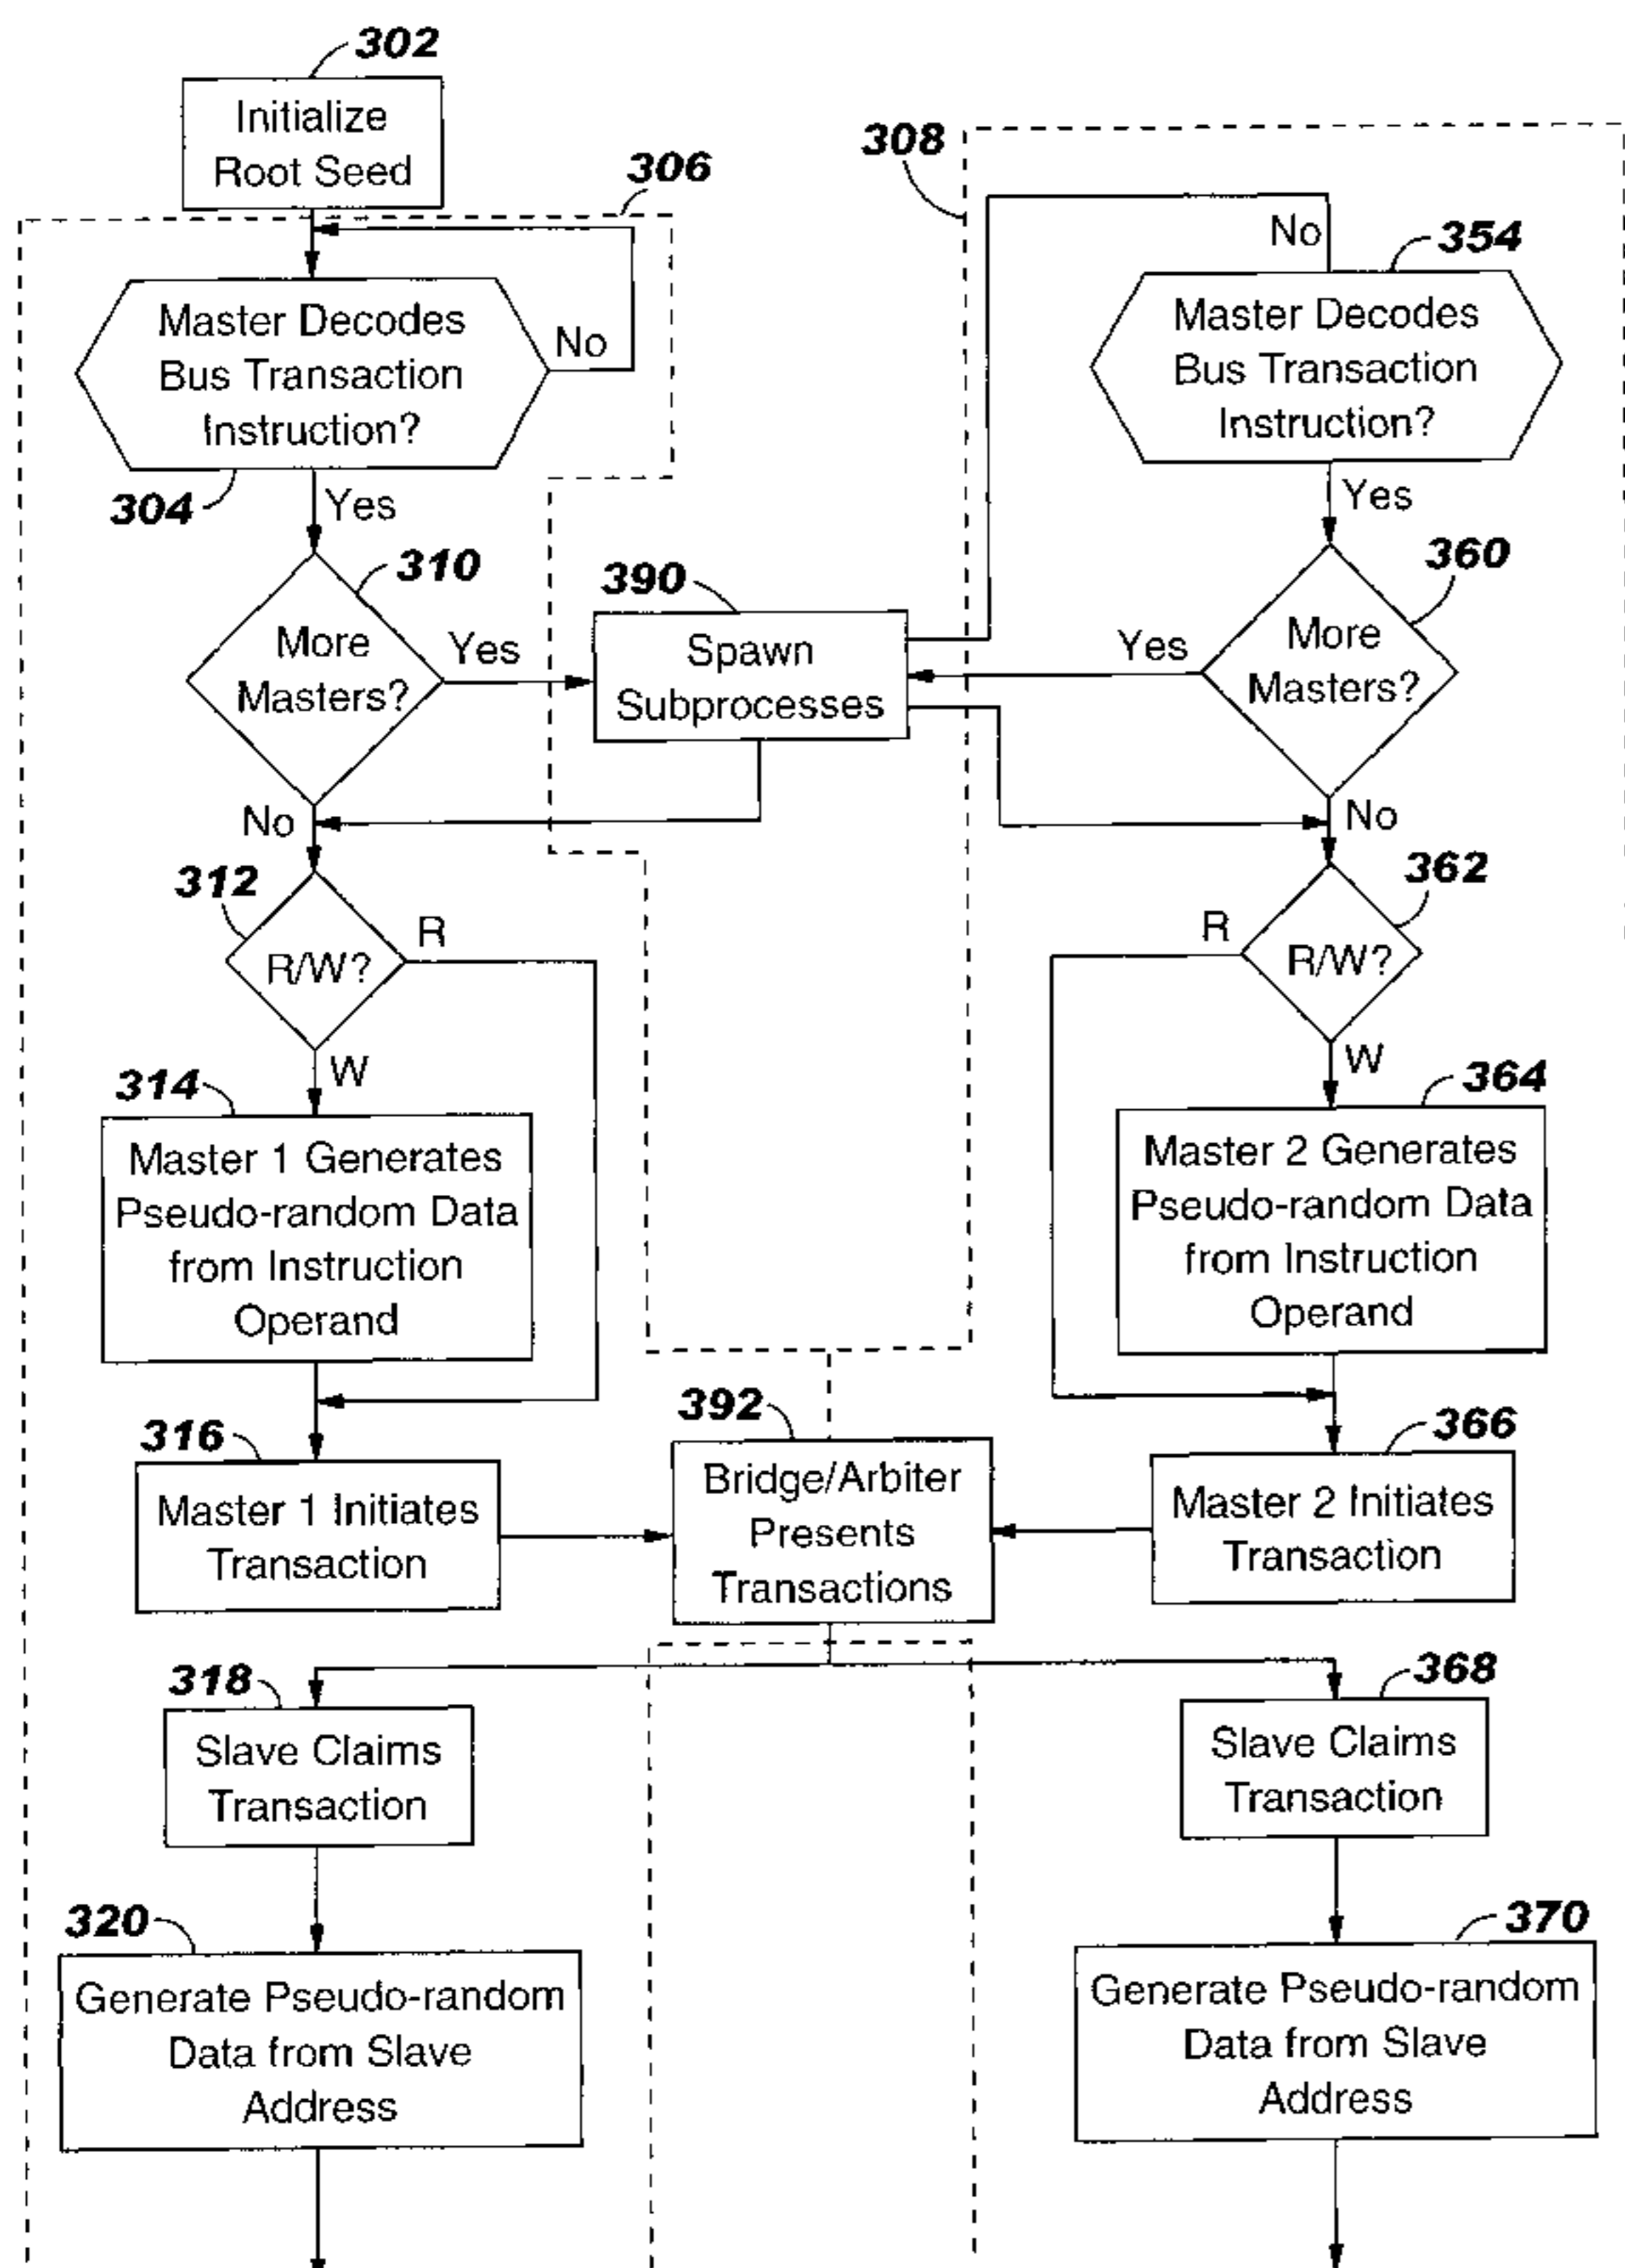 302
Initialize
Root Seed
306
308
No
354
Master Decodes
Bus Transaction
Instruction?
No
304
Yes
Master Decodes
Bus Transaction
Instruction?
Yes
310
More
Masters?
Yes
390
Spawn
Subprocesses
360
More
Masters?
Yes
No
No
312
R/W?
R
W
362
R/W?
R
W
314
Master 1 Generates
Pseudo-random Data
from Instruction
Operand
364
Master 2 Generates
Pseudo-random Data
from Instruction
Operand
316
Master 1 Initiates
Transaction
392
Bridge/Arbiter
Presents
Transactions
366
Master 2 Initiates
Transaction
318
Slave Claims
Transaction
368
Slave Claims
Transaction
320
Generate Pseudo-random
Data from Slave
Address
370
Generate Pseudo-random
Data from Slave
Address